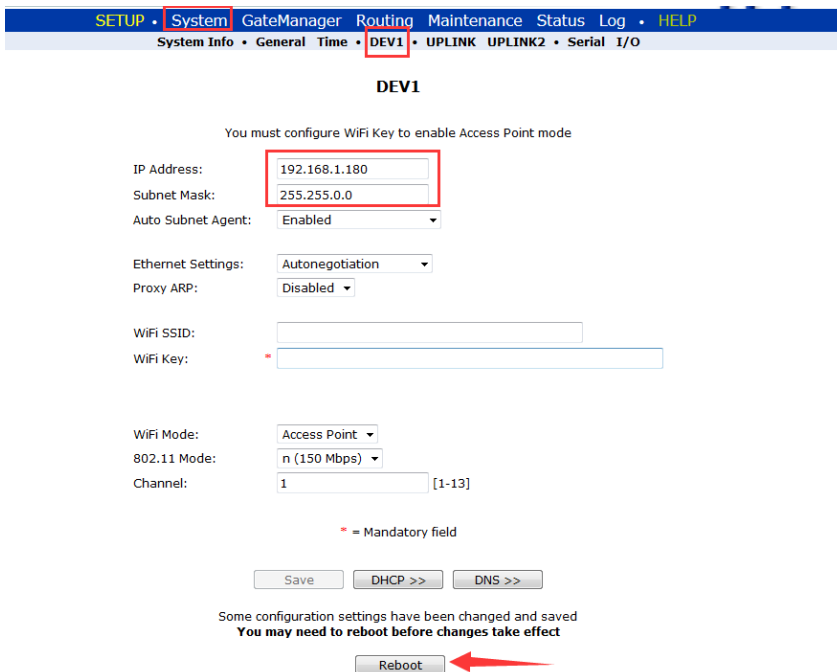 SETUP • System GateManager Routing Maintenance Status Log • HELP
System Info • General Time • DEV1 • UPLINK UPLINK2 • Serial I/O
DEV1
You must configure WiFi Key to enable Access Point mode
IP Address: 192.168.1.180
Subnet Mask: 255.255.0.0
Auto Subnet Agent: Enabled
Ethernet Settings: Autonegotiation
Proxy ARP: Disabled
WiFi SSID:
WiFi Key: *
WiFi Mode: Access Point
802.11 Mode: n (150 Mbps)
Channel: 1 [1-13]
* = Mandatory field
Save DHCP >> DNS >>
Some configuration settings have been changed and saved
You may need to reboot before changes take effect
Reboot